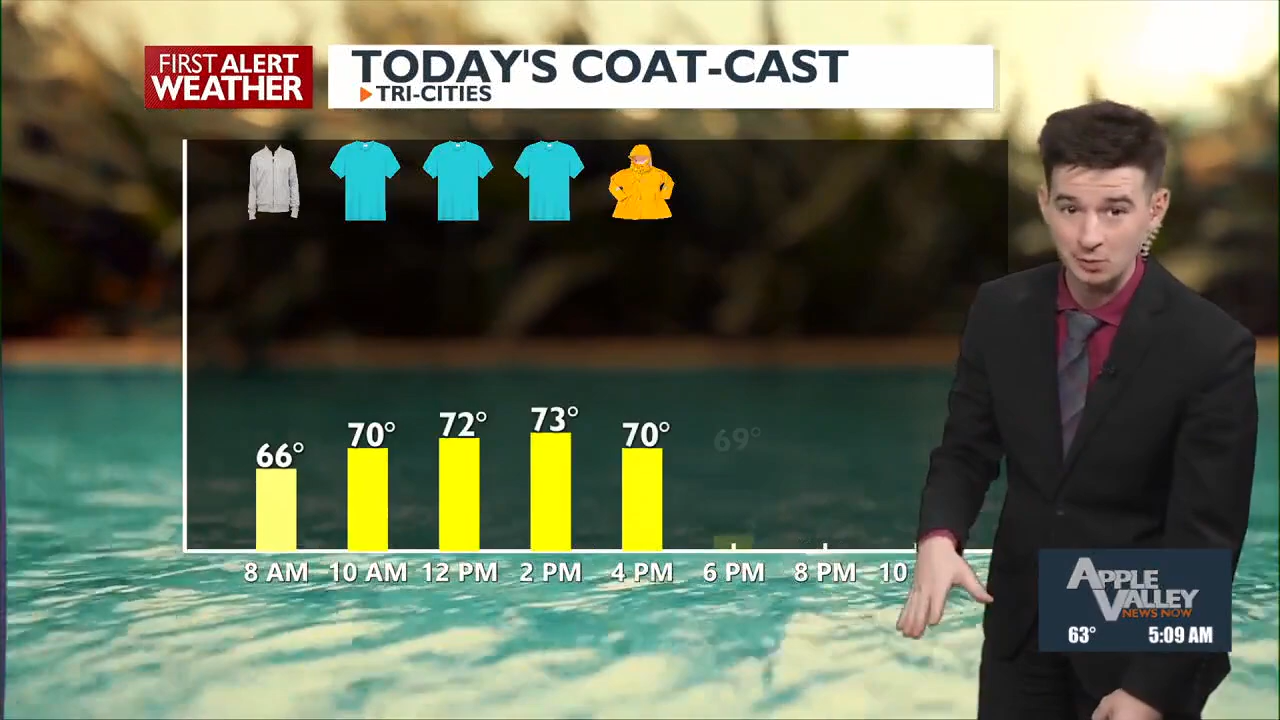 FIRST ALERT
WEATHER
TODAY'S COAT-CAST
TRI-CITIES
66° 70° 72° 73° 70° 69°
8 AM 10 AM 12 PM 2 PM 4 PM 6 PM 8 PM 10
APPLE
VALLEY
NEWS NOW
63° 5:09 AM